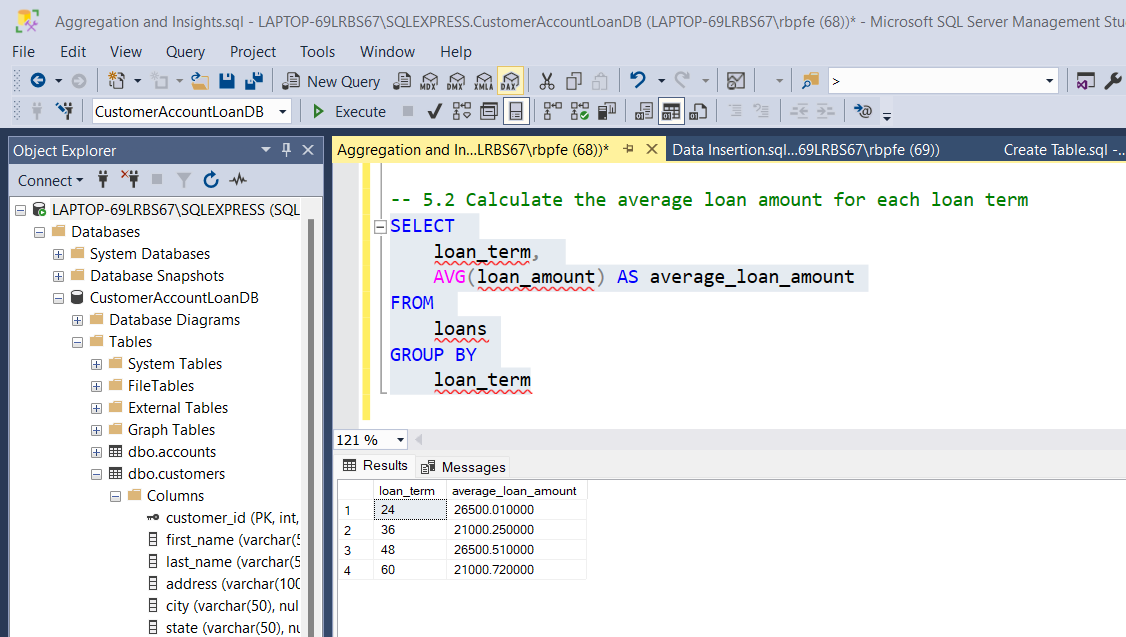 Aggregation and Insights.sql - LAPTOP-69LRBS67\SQLEXPRESS.CustomerAccountLoanDB (LAPTOP-69LRBS67\rbpfe (68))* - Microsoft SQL Server Management Stu
File Edit View Query Project Tools Window Help
New Query MDX DMX XMLA DAX >
CustomerAccountLoanDB Execute
Object Explorer
Connect
LAPTOP-69LRBS67\SQLEXPRESS (SQL
Databases
System Databases
Database Snapshots
CustomerAccountLoanDB
Database Diagrams
Tables
System Tables
FileTables
External Tables
Graph Tables
dbo.accounts
dbo.customers
Columns
customer_id (PK, int,
first_name (varchar(5
last_name (varchar(5
address (varchar(100
city (varchar(50), nul
state (varchar(50), nu
Aggregation and In...LRBS67\rbpfe (68))* Data Insertion.sql...69LRBS67\rbpfe (69)) Create Table.sql -...
-- 5.2 Calculate the average loan amount for each loan term
SELECT
loan_term,
AVG(loan_amount) AS average_loan_amount
FROM
loans
GROUP BY
loan_term
121 %
Results Messages
loan_term average_loan_amount
1 24 26500.010000
2 36 21000.250000
3 48 26500.510000
4 60 21000.720000